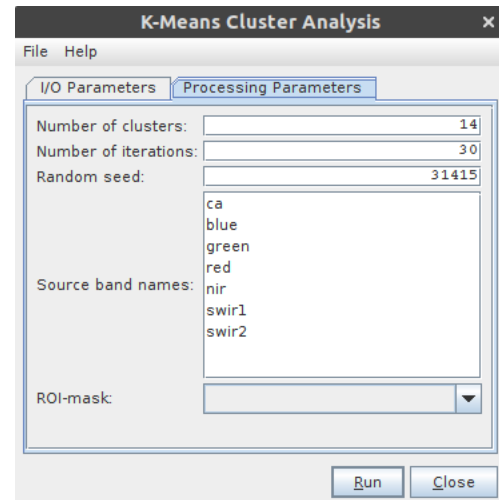 K-Means Cluster Analysis ×
File Help
I/O Parameters Processing Parameters
Number of clusters: 14
Number of iterations: 30
Random seed: 31415
Source band names:
ca
blue
green
red
nir
swir1
swir2
ROI-mask:
Run Close